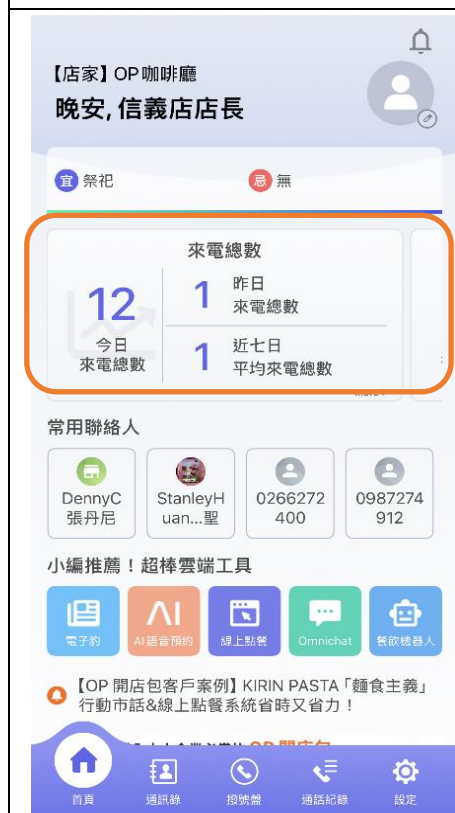 【店家】OP咖啡廳
晚安, 信義店店長
宜 祭祀
忌 無
來電總數
12
今日
來電總數
1
昨日
來電總數
1
近七日
平均來電總數
常用聯絡人
DennyC
張丹尼
StanleyH
uan...聖
0266272
400
0987274
912
小編推薦！超棒雲端工具
電子約
AI
AI語音預約
線上點餐
Omnichat
餐飲機器人
【OP 開店包客戶案例】KIRIN PASTA「麵食主義」
行動市話&線上點餐系統省時又省力！
OP 開店包
首頁
通訊錄
撥號盤
通話紀錄
設定